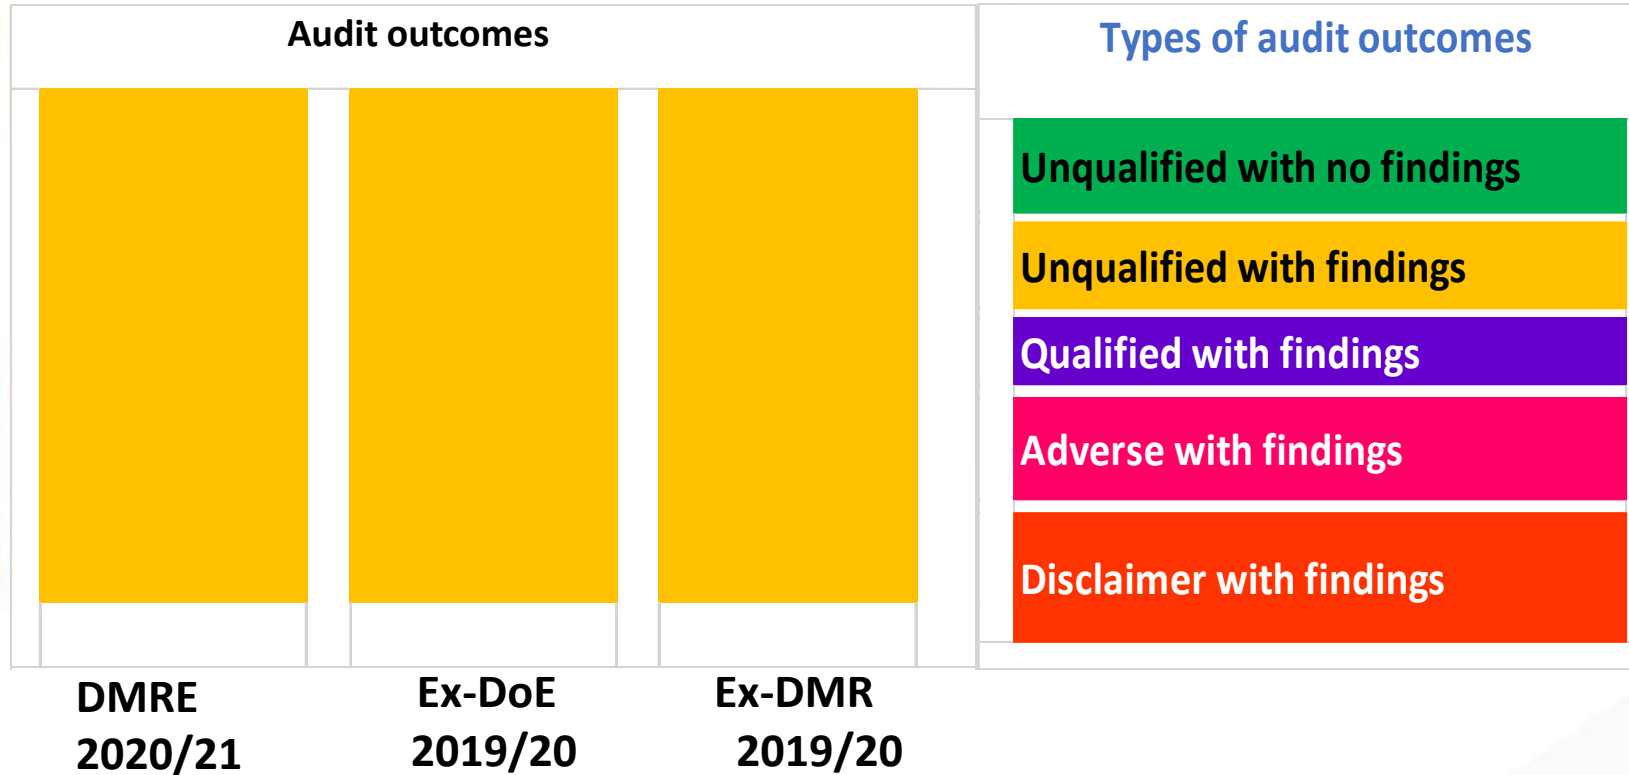 Audit outcomes
Types of audit outcomes
Unqualified with no findings
Unqualified with findings
Qualified with findings
Adverse with findings
Disclaimer with findings
DMRE
2020/21
Ex-DoE
2019/20
Ex-DMR
2019/20